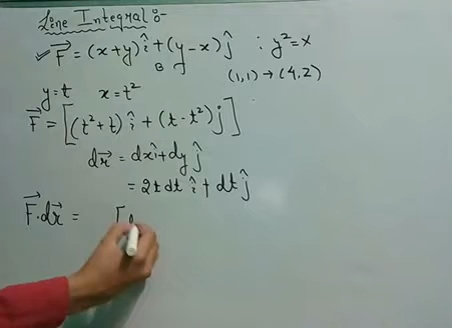 Line Integral :-
✓ F⃗ = (x+y) î + (y-x) ĵ : y² = x
(1,1) → (4,2)
y=t x=t²
F⃗ = [(t²+t) î + (t-t²) ĵ]
dr⃗ = dx î + dy ĵ
= 2t dt î + dt ĵ
F⃗·dr⃗ = [